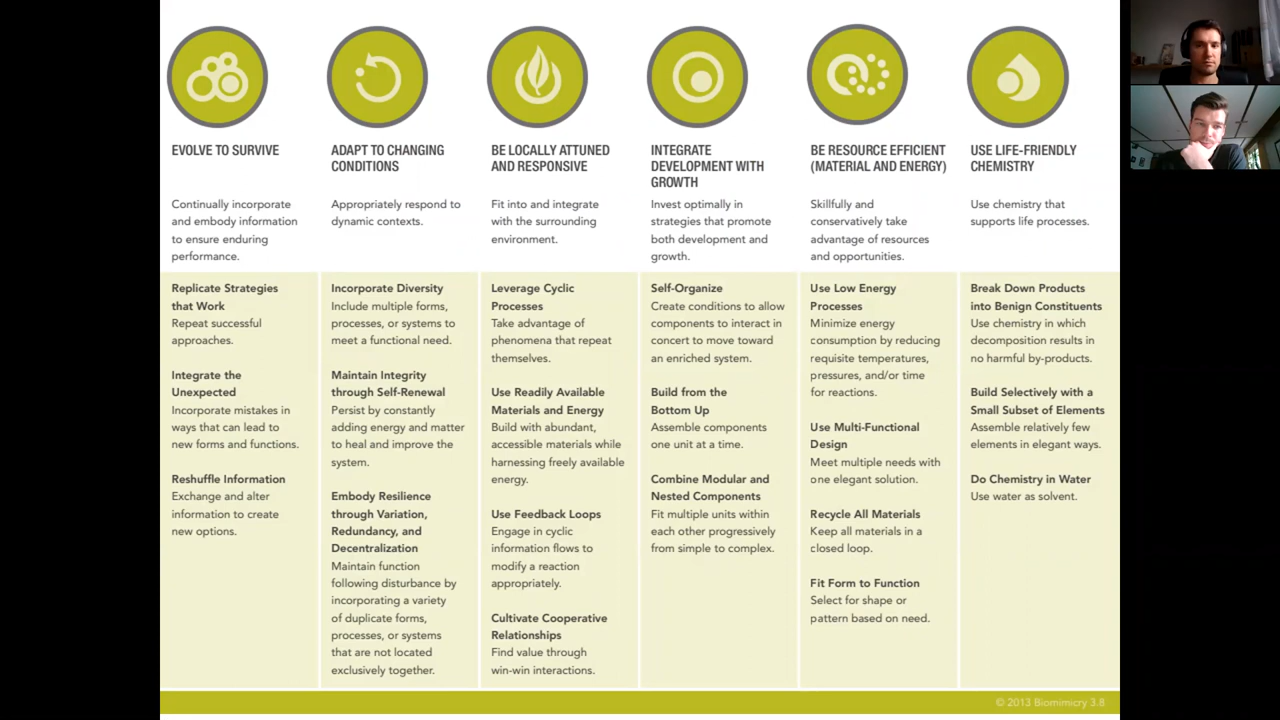 EVOLVE TO SURVIVE
Continually incorporate
and embody information
to ensure enduring
performance.
Replicate Strategies
that Work
Repeat successful
approaches.
Integrate the
Unexpected
Incorporate mistakes in
ways that can lead to
new forms and functions.
Reshuffle Information
Exchange and alter
information to create
new options.
ADAPT TO CHANGING
CONDITIONS
Appropriately respond to
dynamic contexts.
Incorporate Diversity
Include multiple forms,
processes, or systems to
meet a functional need.
Maintain Integrity
through Self-Renewal
Persist by constantly
adding energy and matter
to heal and improve the
system.
Embody Resilience
through Variation,
Redundancy, and
Decentralization
Maintain function
following disturbance by
incorporating a variety
of duplicate forms,
processes, or systems
that are not located
exclusively together.
BE LOCALLY ATTUNED
AND RESPONSIVE
Fit into and integrate
with the surrounding
environment.
Leverage Cyclic
Processes
Take advantage of
phenomena that repeat
themselves.
Use Readily Available
Materials and Energy
Build with abundant,
accessible materials while
harnessing freely available
energy.
Use Feedback Loops
Engage in cyclic
information flows to
modify a reaction
appropriately.
Cultivate Cooperative
Relationships
Find value through
win-win interactions.
INTEGRATE
DEVELOPMENT WITH
GROWTH
Invest optimally in
strategies that promote
both development and
growth.
Self-Organize
Create conditions to allow
components to interact in
concert to move toward
an enriched system.
Build from the
Bottom Up
Assemble components
one unit at a time.
Combine Modular and
Nested Components
Fit multiple units within
each other progressively
from simple to complex.
BE RESOURCE EFFICIENT
(MATERIAL AND ENERGY)
Skillfully and
conservatively take
advantage of resources
and opportunities.
Use Low Energy
Processes
Minimize energy
consumption by reducing
requisite temperatures,
pressures, and/or time
for reactions.
Use Multi-Functional
Design
Meet multiple needs with
one elegant solution.
Recycle All Materials
Keep all materials in a
closed loop.
Fit Form to Function
Select for shape or
pattern based on need.
USE LIFE-FRIENDLY
CHEMISTRY
Use chemistry that
supports life processes.
Break Down Products
into Benign Constituents
Use chemistry in which
decomposition results in
no harmful by-products.
Build Selectively with a
Small Subset of Elements
Assemble relatively few
elements in elegant ways.
Do Chemistry in Water
Use water as solvent.
© 2013 Biomimicry 3.8